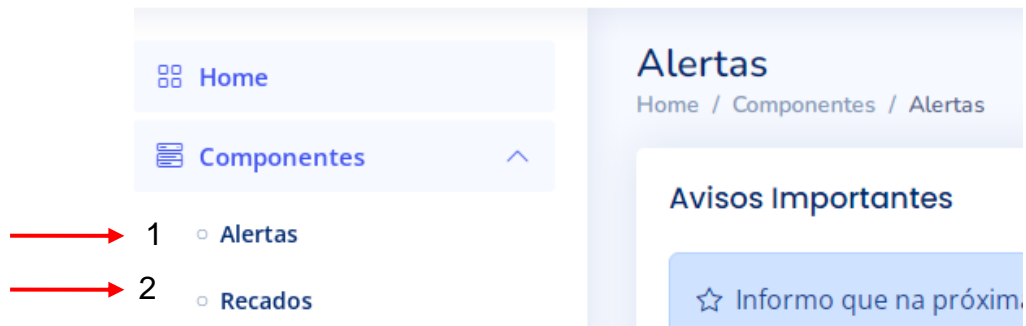 Home
Componentes
1 Alertas
2 Recados
Alertas
Home / Componentes / Alertas
Avisos Importantes
Informo que na próxima